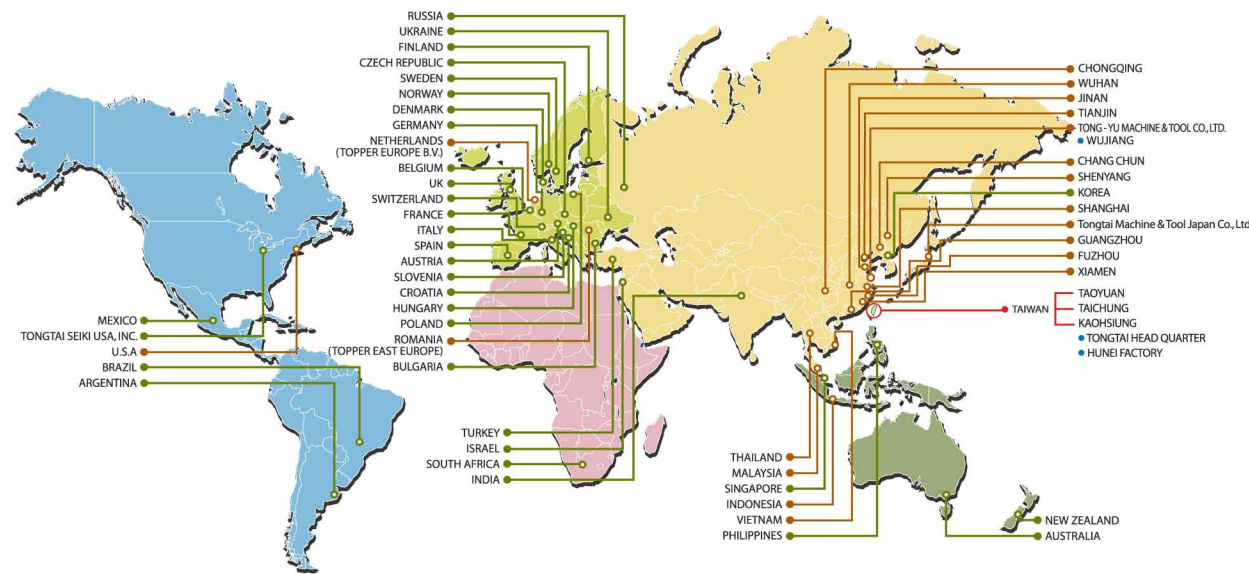 RUSSIA
UKRAINE
FINLAND
CZECH REPUBLIC
SWEDEN
NORWAY
DENMARK
GERMANY
NETHERLANDS
(TOPPER EUROPE B.V.)
BELGIUM
UK
SWITZERLAND
FRANCE
ITALY
SPAIN
AUSTRIA
SLOVENIA
CROATIA
HUNGARY
POLAND
ROMANIA
(TOPPER EAST EUROPE)
BULGARIA
MEXICO
TONGTAI SEIKI USA, INC.
U.S.A
BRAZIL
ARGENTINA
TURKEY
ISRAEL
SOUTH AFRICA
INDIA
CHONGQING
WUHAN
JINAN
TIANJIN
TONG - YU MACHINE & TOOL CO., LTD.
WUJIANG
CHANG CHUN
SHENYANG
KOREA
SHANGHAI
Tongtai Machine & Tool Japan Co., Ltd
GUANGZHOU
FUZHOU
XIAMEN
TAIWAN
TAOYUAN
TAICHUNG
KAOHSIUNG
TONGTAI HEAD QUARTER
HUNEI FACTORY
THAILAND
MALAYSIA
SINGAPORE
INDONESIA
VIETNAM
PHILIPPINES
NEW ZEALAND
AUSTRALIA